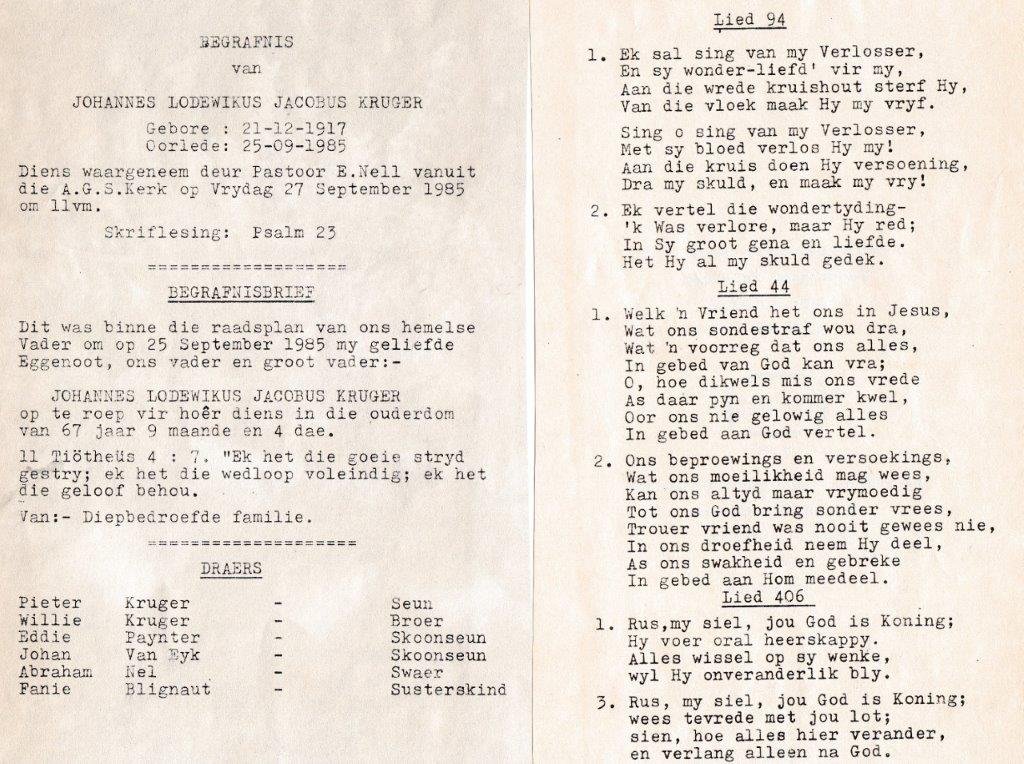 BEGRAFNIS
van
JOHANNES LODEWIKUS JACOBUS KRUGER
Gebore : 21-12-1917
Oorlede: 25-09-1985
Diens waargeneem deur Pastoor E.Nell vanuit
die A.G.S.Kerk op Vrydag 27 September 1985
om 11vm.
Skriflesing: Psalm 23
===================
BEGRAFNISBRIEF
Dit was binne die raadsplan van ons hemelse
Vader om op 25 September 1985 my geliefde
Eggenoot, ons vader en groot vader:-
JOHANNES LODEWIKUS JACOBUS KRUGER
op te roep vir hoêr diens in die ouderdom
van 67 jaar 9 maande en 4 dae.
11 Tiötheüs 4 : 7. "Ek het die goeie stryd
gestry; ek het die wedloop voleindig; ek het
die geloof behou.
Van:- Diepbedroefde familie.
====================
DRAERS
Pieter Kruger - Seun
Willie Kruger - Broer
Eddie Paynter - Skoonseun
Johan Van Eyk - Skoonseun
Abraham Nel - Swaer
Fanie Blignaut - Susterskind
Lied 94
1. Ek sal sing van my Verlosser,
En sy wonder-liefd' vir my,
Aan die wrede kruishout sterf Hy,
Van die vloek maak Hy my vryf.
Sing o sing van my Verlosser,
Met sy bloed verlos Hy my!
Aan die kruis doen Hy versoening,
Dra my skuld, en maak my vry!
2. Ek vertel die wondertyding-
'k Was verlore, maar Hy red;
In Sy groot gena en liefde.
Het Hy al my skuld gedek.
Lied 44
1. Welk 'n Vriend het ons in Jesus,
Wat ons sondestraf wou dra,
Wat 'n voorreg dat ons alles,
In gebed van God kan vra;
O, hoe dikwels mis ons vrede
As daar pyn en kommer kwel,
Oor ons nie gelowig alles
In gebed aan God vertel.
2. Ons beproewings en versoekings,
Wat ons moeilikheid mag wees,
Kan ons altyd maar vrymoedig
Tot ons God bring sonder vrees,
Trouer vriend was nooit gewees nie,
In ons droefheid neem Hy deel,
As ons swakheid en gebreke
In gebed aan Hom meedeel.
Lied 406
1. Rus,my siel, jou God is Koning;
Hy voer oral heerskappy.
Alles wissel op sy wenke,
wyl Hy onveranderlik bly.
3. Rus, my siel, jou God is Koning;
wees tevrede met jou lot;
sien, hoe alles hier verander,
en verlang alleen na God.